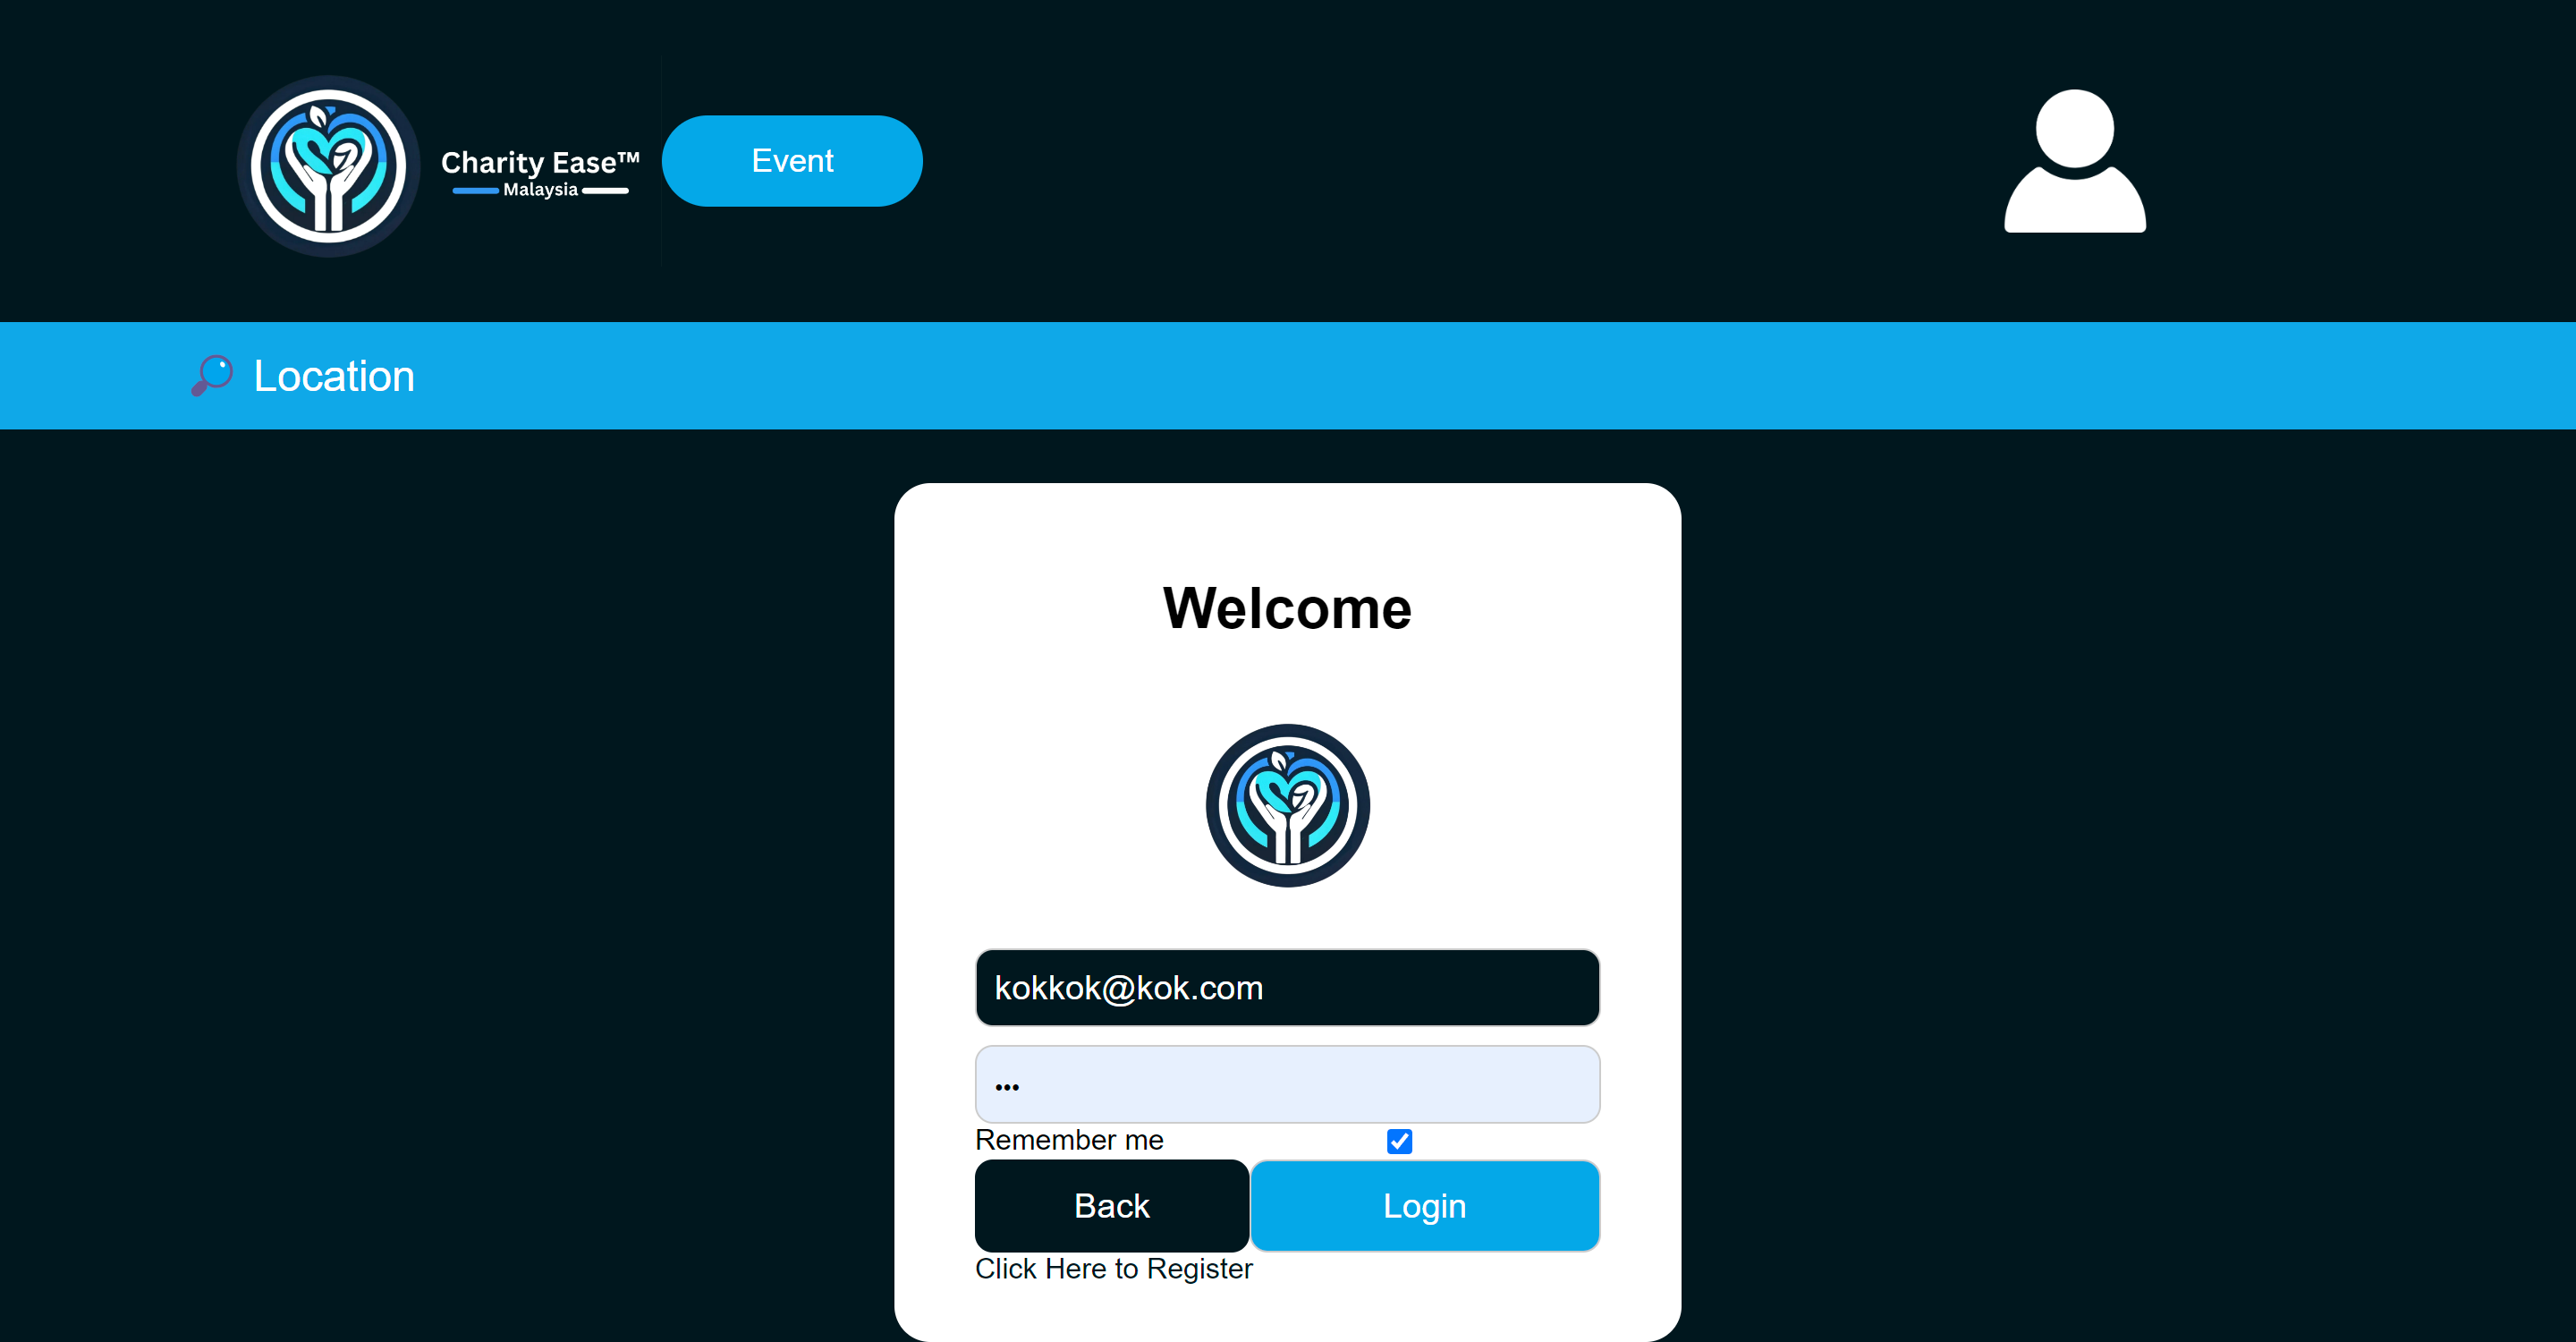 Charity Ease™
Malaysia
Event
Location
Welcome
kokkok@kok.com
•••
Remember me
Back
Login
Click Here to Register